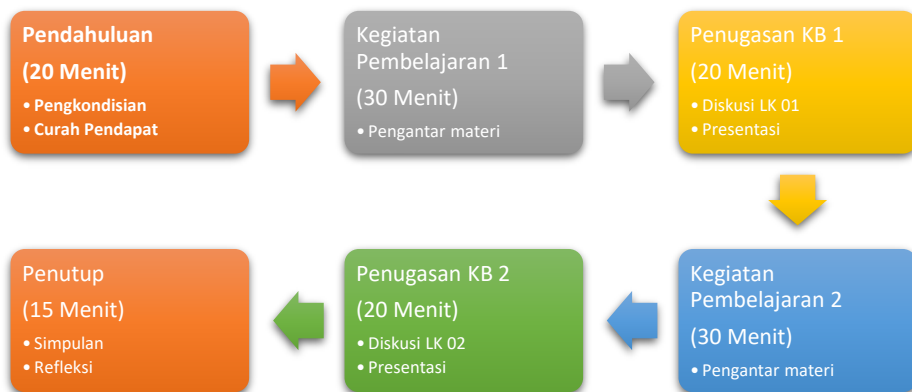 Pendahuluan
(20 Menit)
• Pengkondisian
• Curah Pendapat
Kegiatan
Pembelajaran 1
(30 Menit)
• Pengantar materi
Penugasan KB 1
(20 Menit)
• Diskusi LK 01
• Presentasi
Kegiatan
Pembelajaran 2
(30 Menit)
• Pengantar materi
Penugasan KB 2
(20 Menit)
• Diskusi LK 02
• Presentasi
Penutup
(15 Menit)
• Simpulan
• Refleksi